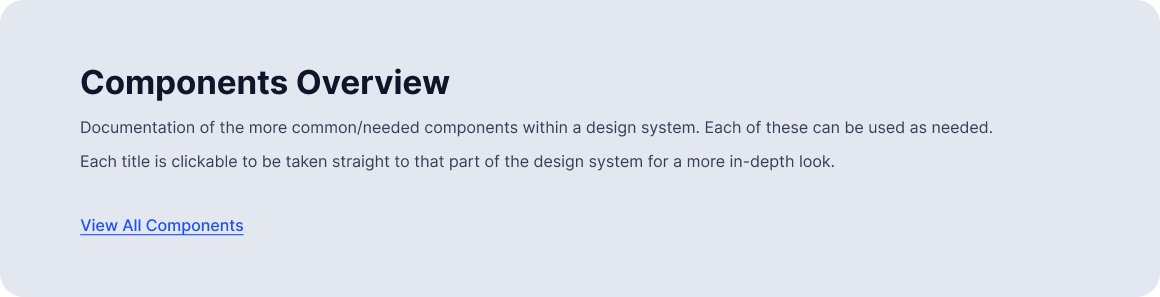 Components Overview
Documentation of the more common/needed components within a design system. Each of these can be used as needed.
Each title is clickable to be taken straight to that part of the design system for a more in-depth look.
View All Components